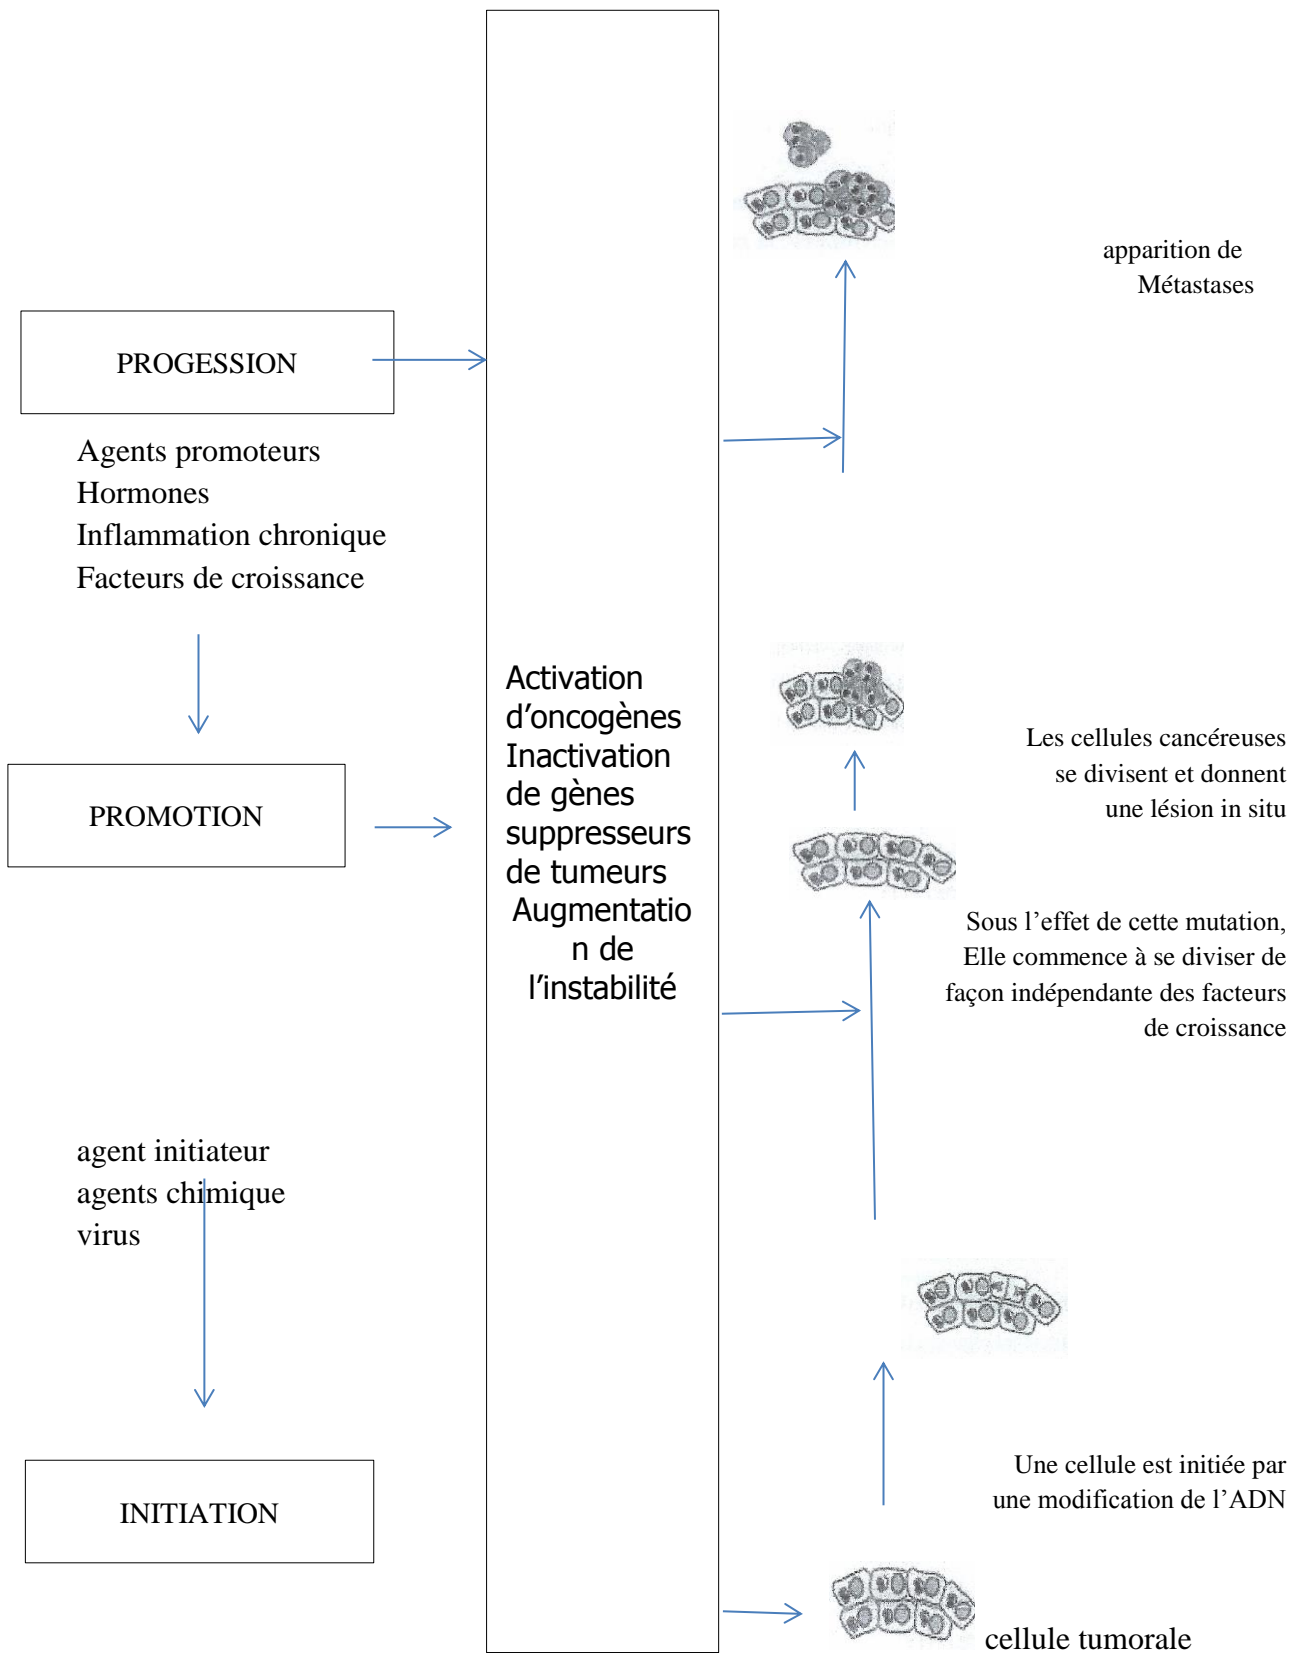 apparition de
Métastases
PROGESSION
Agents promoteurs
Hormones
Inflammation chronique
Facteurs de croissance
PROMOTION
Activation
d’oncogènes
Inactivation
de gènes
suppresseurs
de tumeurs
Augmentatio
n de
l’instabilité
Les cellules cancéreuses
se divisent et donnent
une lésion in situ
Sous l’effet de cette mutation,
Elle commence à se diviser de
façon indépendante des facteurs
de croissance
agent initiateur
agents chimique
virus
INITIATION
Une cellule est initiée par
une modification de l’ADN
cellule tumorale